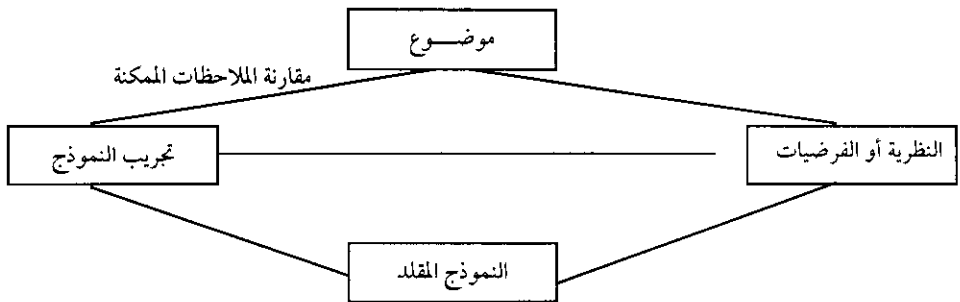 موضـــوع
مقارنة الملاحظات الممكنة
النظرية أو الفرضيات
تجريب النموذج
النموذج المقلد